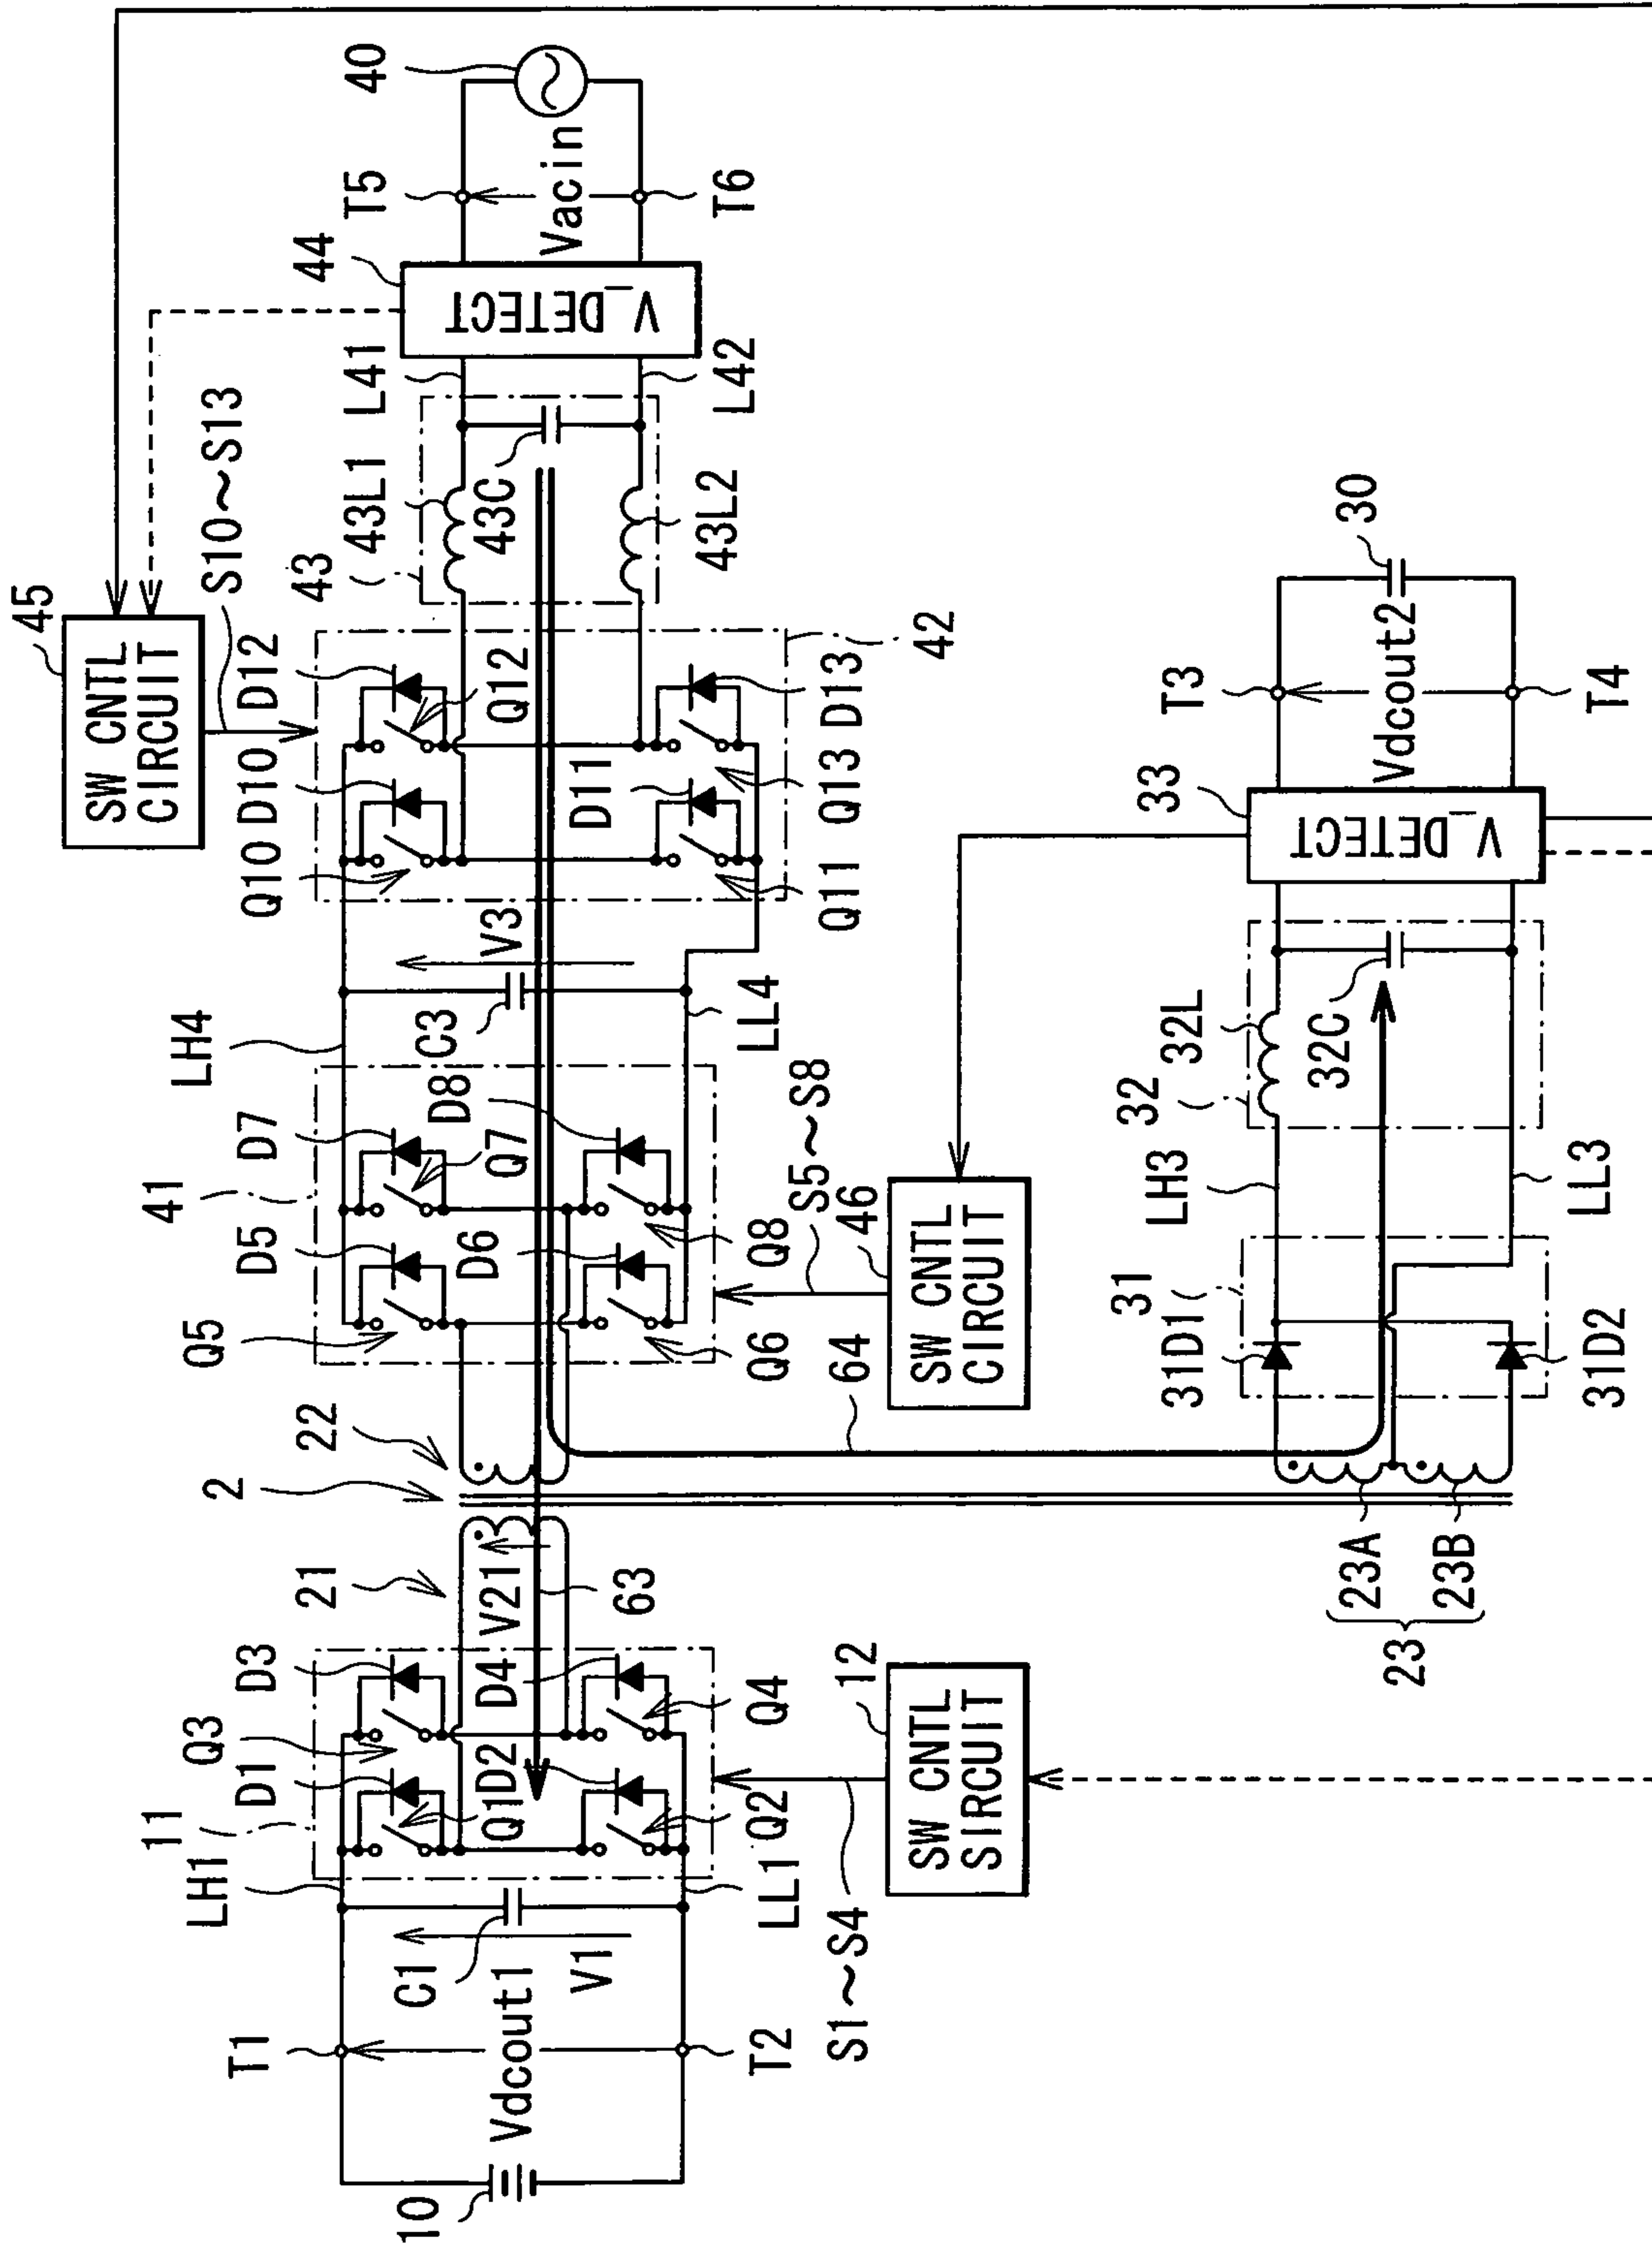 45
SW CNTL
CIRCUIT
S10~S13
44
T5
40
V_DETECT
Vacin
T6
L41
L42
43
43L1
43C
43L2
Q10
D10
D12
Q12
D11
Q11
Q13
D13
42
LH4
C3
V3
LL4
41
D5
D7
Q5
D6
Q7
D8
Q6
Q8
S5~S8
46
SW CNTL
CIRCUIT
64
2
22
21
V21
63
11
LH1
D1
Q3
D3
Q1
D2
D4
Q2
Q4
LL1
12
SW CNTL
SIRCUIT
S1~S4
T1
C1
V1
Vdcout1
T2
10
23A
23B
23
31
31D1
31D2
LH3
LL3
32
32L
32C
33
V_DETECT
T3
30
Vdcout2
T4